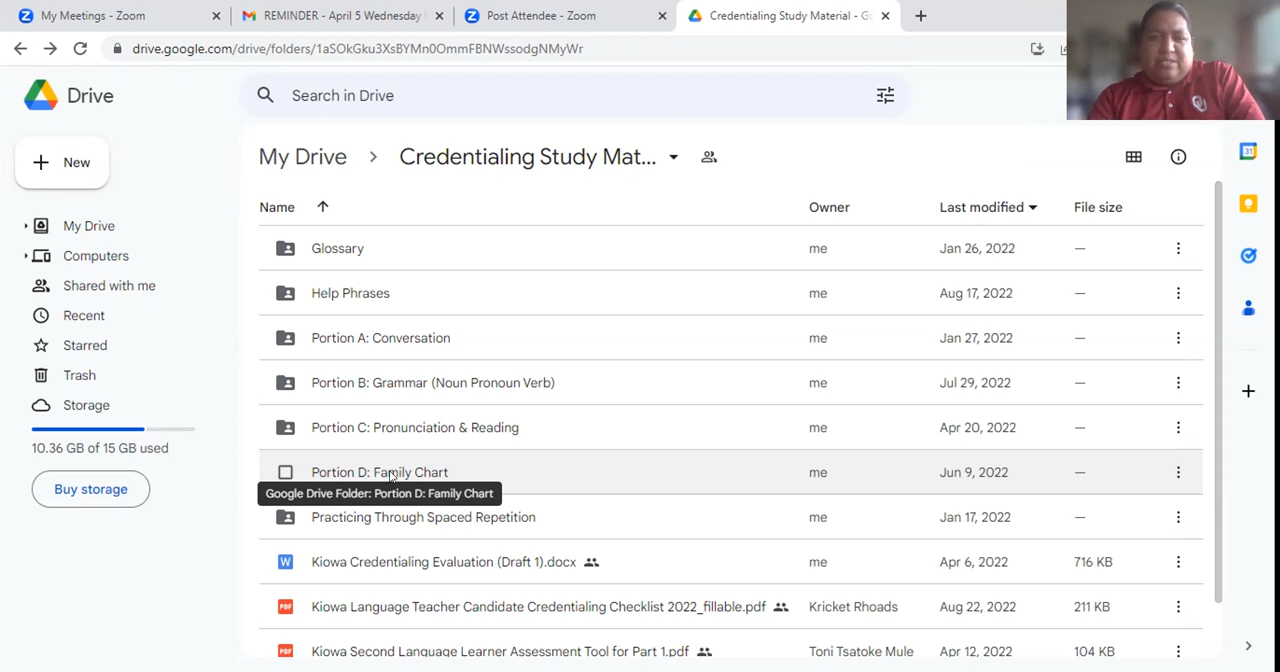 My Meetings - Zoom
REMINDER - April 5 Wednesday
Post Attendee - Zoom
Credentialing Study Material - Go
drive.google.com/drive/folders/1aSOkGku3XsBYMn0OmmFBNWssodgNMyWr
Drive
Search in Drive
New
My Drive
Computers
Shared with me
Recent
Starred
Trash
Storage
10.36 GB of 15 GB used
Buy storage
My Drive > Credentialing Study Mat...
Name Owner Last modified File size
Glossary me Jan 26, 2022 —
Help Phrases me Aug 17, 2022 —
Portion A: Conversation me Jan 27, 2022 —
Portion B: Grammar (Noun Pronoun Verb) me Jul 29, 2022 —
Portion C: Pronunciation & Reading me Apr 20, 2022 —
Portion D: Family Chart me Jun 9, 2022 —
Google Drive Folder: Portion D: Family Chart
Practicing Through Spaced Repetition me Jan 17, 2022 —
W Kiowa Credentialing Evaluation (Draft 1).docx me Apr 6, 2022 716 KB
PDF Kiowa Language Teacher Candidate Credentialing Checklist 2022_fillable.pdf Kricket Rhoads Aug 22, 2022 211 KB
PDF Kiowa Second Language Learner Assessment Tool for Part 1.pdf Toni Tsatoke Mule Apr 12, 2022 104 KB
31
OU